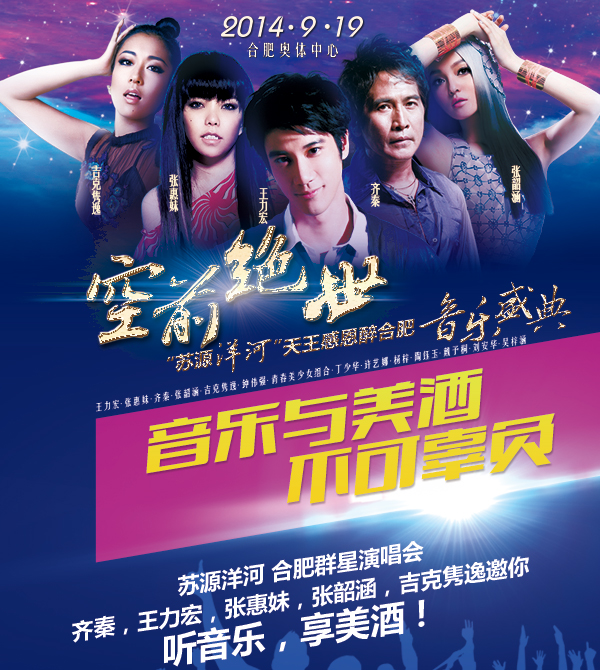 2014·9·19
合肥奥体中心
吉克隽逸
张惠妹
王力宏
齐秦
张韶涵
空前绝世
"苏源洋河"天王感恩醉合肥 音乐盛典
王力宏·张惠妹·齐秦·张韶涵·吉克隽逸·钟伟强·青春美少女组合·丁少华·许艺娜·杨梓·陶钰玉·戴予桐·刘安华·吴梓涵
音乐与美酒
不可辜负
苏源洋河 合肥群星演唱会
齐秦，王力宏，张惠妹，张韶涵，吉克隽逸邀你
听音乐，享美酒！